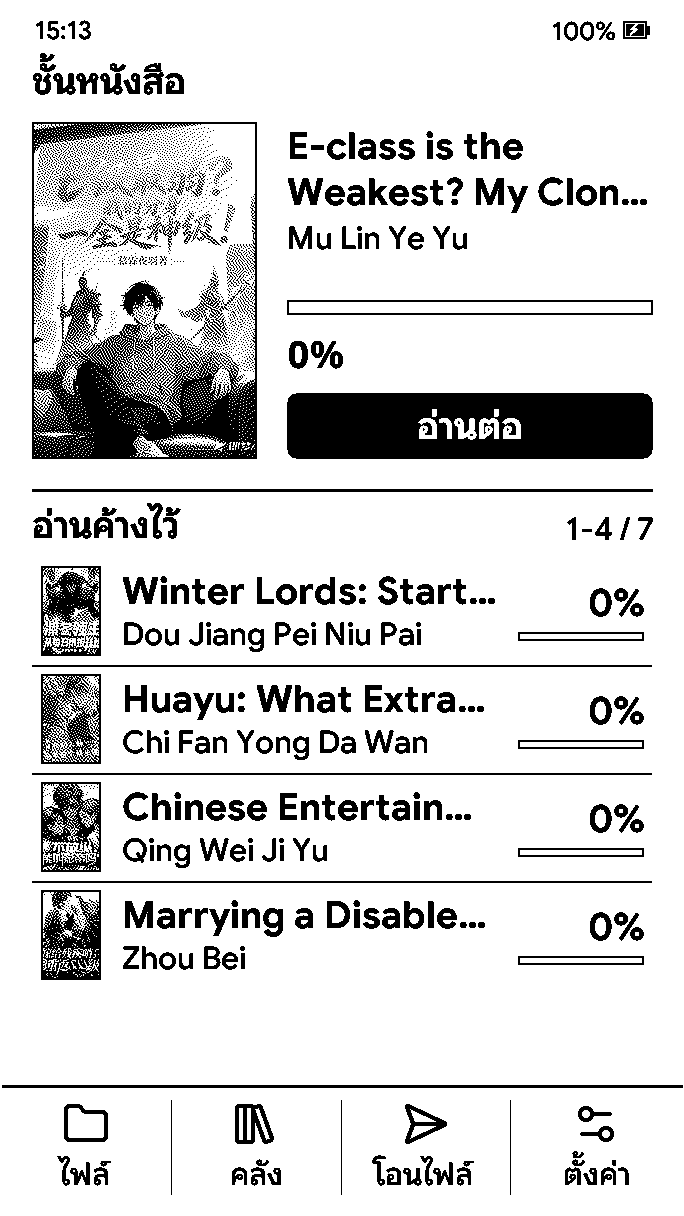 15:13
100%
ชั้นหนังสือ
E-class is the
Weakest? My Clon...
Mu Lin Ye Yu
0%
อ่านต่อ
อ่านค้างไว้
1-4 / 7
Winter Lords: Start...
0%
Dou Jiang Pei Niu Pai
Huayu: What Extra...
0%
Chi Fan Yong Da Wan
Chinese Entertain...
0%
Qing Wei Ji Yu
Marrying a Disable...
0%
Zhou Bei
ไฟล์
คลัง
โอนไฟล์
ตั้งค่า